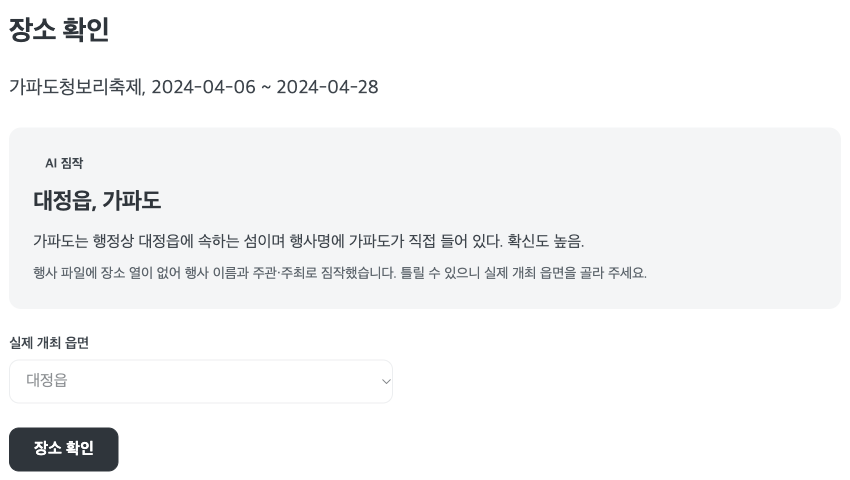 장소 확인
가파도청보리축제, 2024-04-06 ~ 2024-04-28
AI 짐작
대정읍, 가파도
가파도는 행정상 대정읍에 속하는 섬이며 행사명에 가파도가 직접 들어 있다. 확신도 높음.
행사 파일에 장소 열이 없어 행사 이름과 주관·주최로 짐작했습니다. 틀릴 수 있으니 실제 개최 읍면을 골라 주세요.
실제 개최 읍면
대정읍
장소 확인